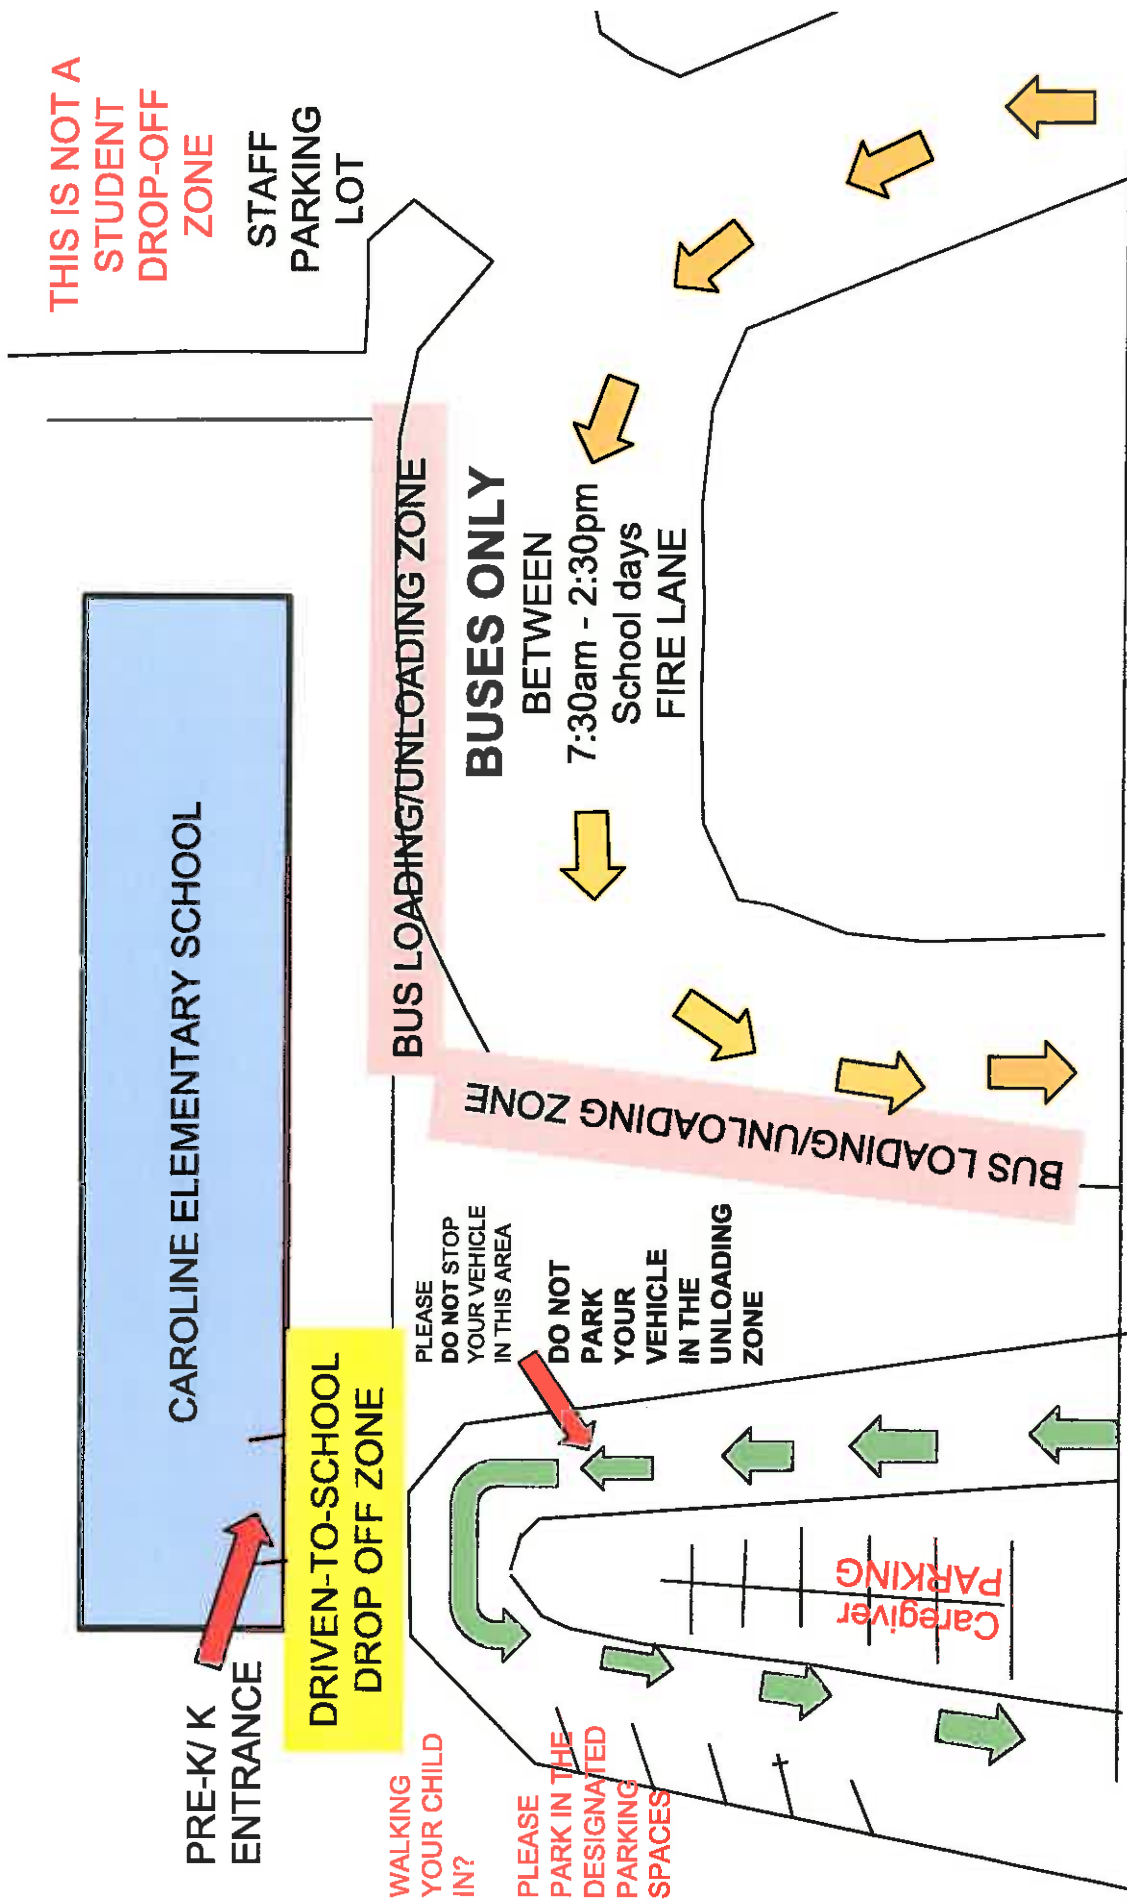 THIS IS NOT A
STUDENT
DROP-OFF
ZONE
STAFF
PARKING
LOT
CAROLINE ELEMENTARY SCHOOL
PRE-K/ K
ENTRANCE
DRIVEN-TO-SCHOOL
DROP OFF ZONE
BUS LOADING/UNLOADING ZONE
BUSES ONLY
BETWEEN
7:30am - 2:30pm
School days
FIRE LANE
BUS LOADING/UNLOADING ZONE
PLEASE
DO NOT STOP
YOUR VEHICLE
IN THIS AREA
DO NOT
PARK
YOUR
VEHICLE
IN THE
UNLOADING
ZONE
WALKING
YOUR CHILD
IN?
PLEASE
PARK IN THE
DESIGNATED
PARKING
SPACES
Caregiver
PARKING